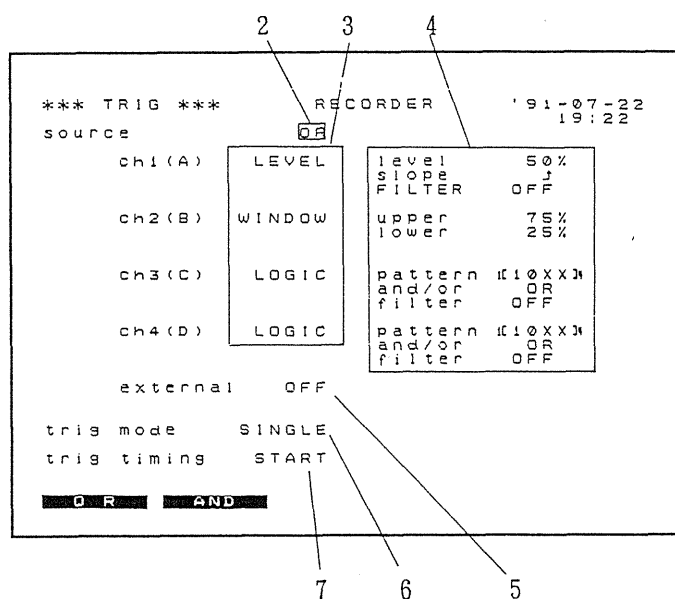 2 3 4
*** TRIG *** RECORDER '91-07-22
19:22
source OR
ch1(A) LEVEL level 50%
slope ↥
FILTER OFF
ch2(B) WINDOW upper 75%
lower 25%
ch3(C) LOGIC pattern [10XX]
and/or OR
filter OFF
ch4(D) LOGIC pattern [10XX]
and/or OR
filter OFF
external OFF
trig mode SINGLE
trig timing START
O R AND
7 6 5